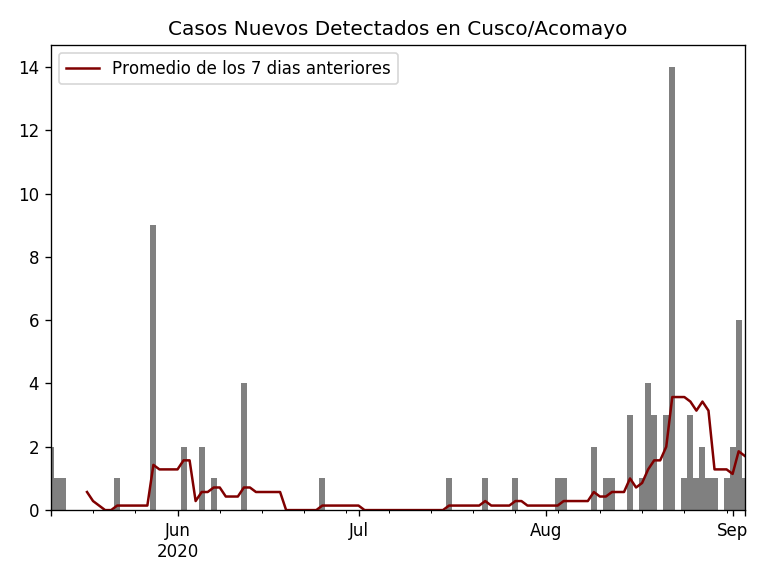 Casos Nuevos Detectados en Cusco/Acomayo
Promedio de los 7 dias anteriores
14
12
10
8
6
4
2
0
Jun
2020
Jul
Aug
Sep